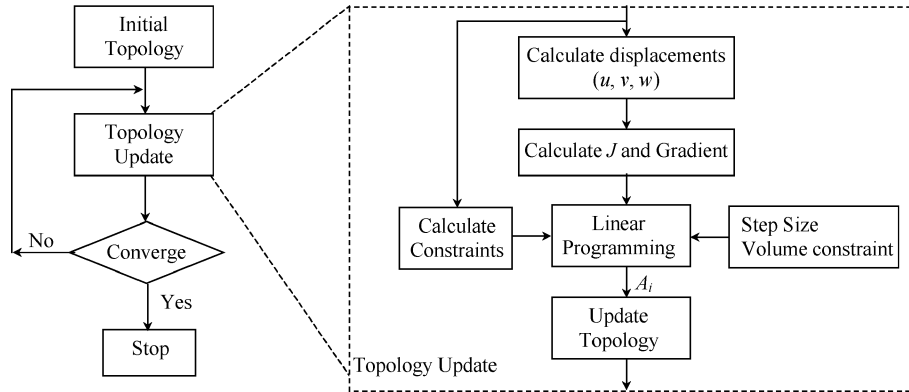 Initial
Topology
Topology
Update
No
Converge
Yes
Stop
Calculate displacements
(u, v, w)
Calculate J and Gradient
Calculate
Constraints
Linear
Programming
Step Size
Volume constraint
A_i
Update
Topology
Topology Update